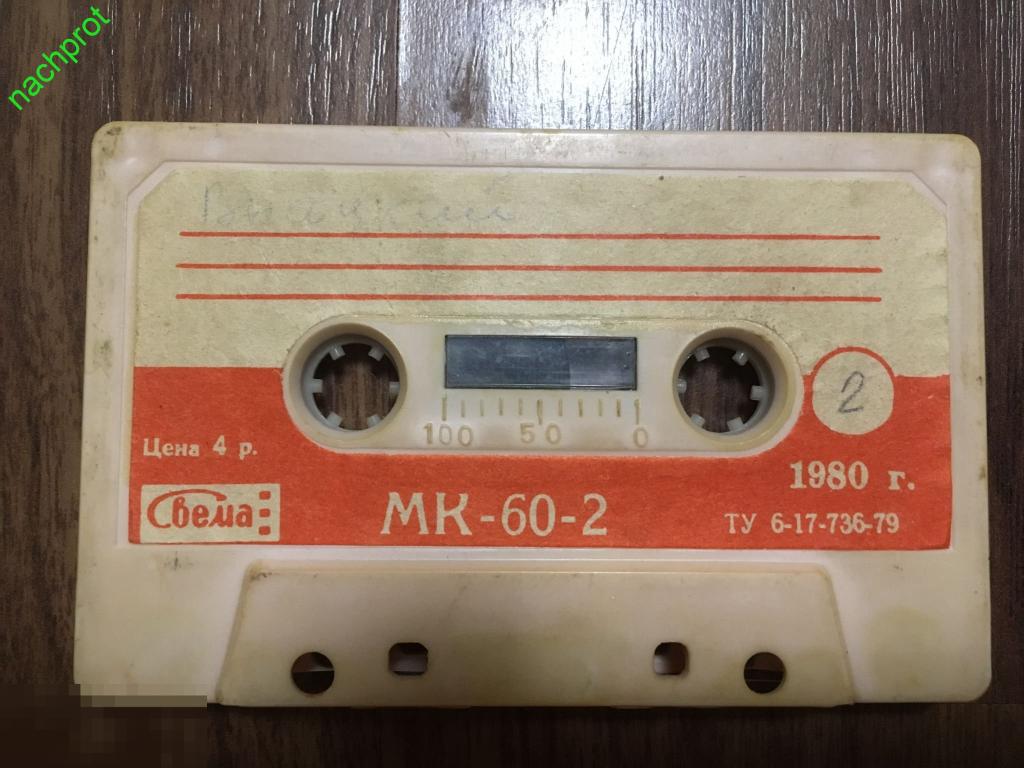 nachprot
100 50 0
2
Цена 4 р.
1980 г.
Свема
МК-60-2
ТУ 6-17-736-79